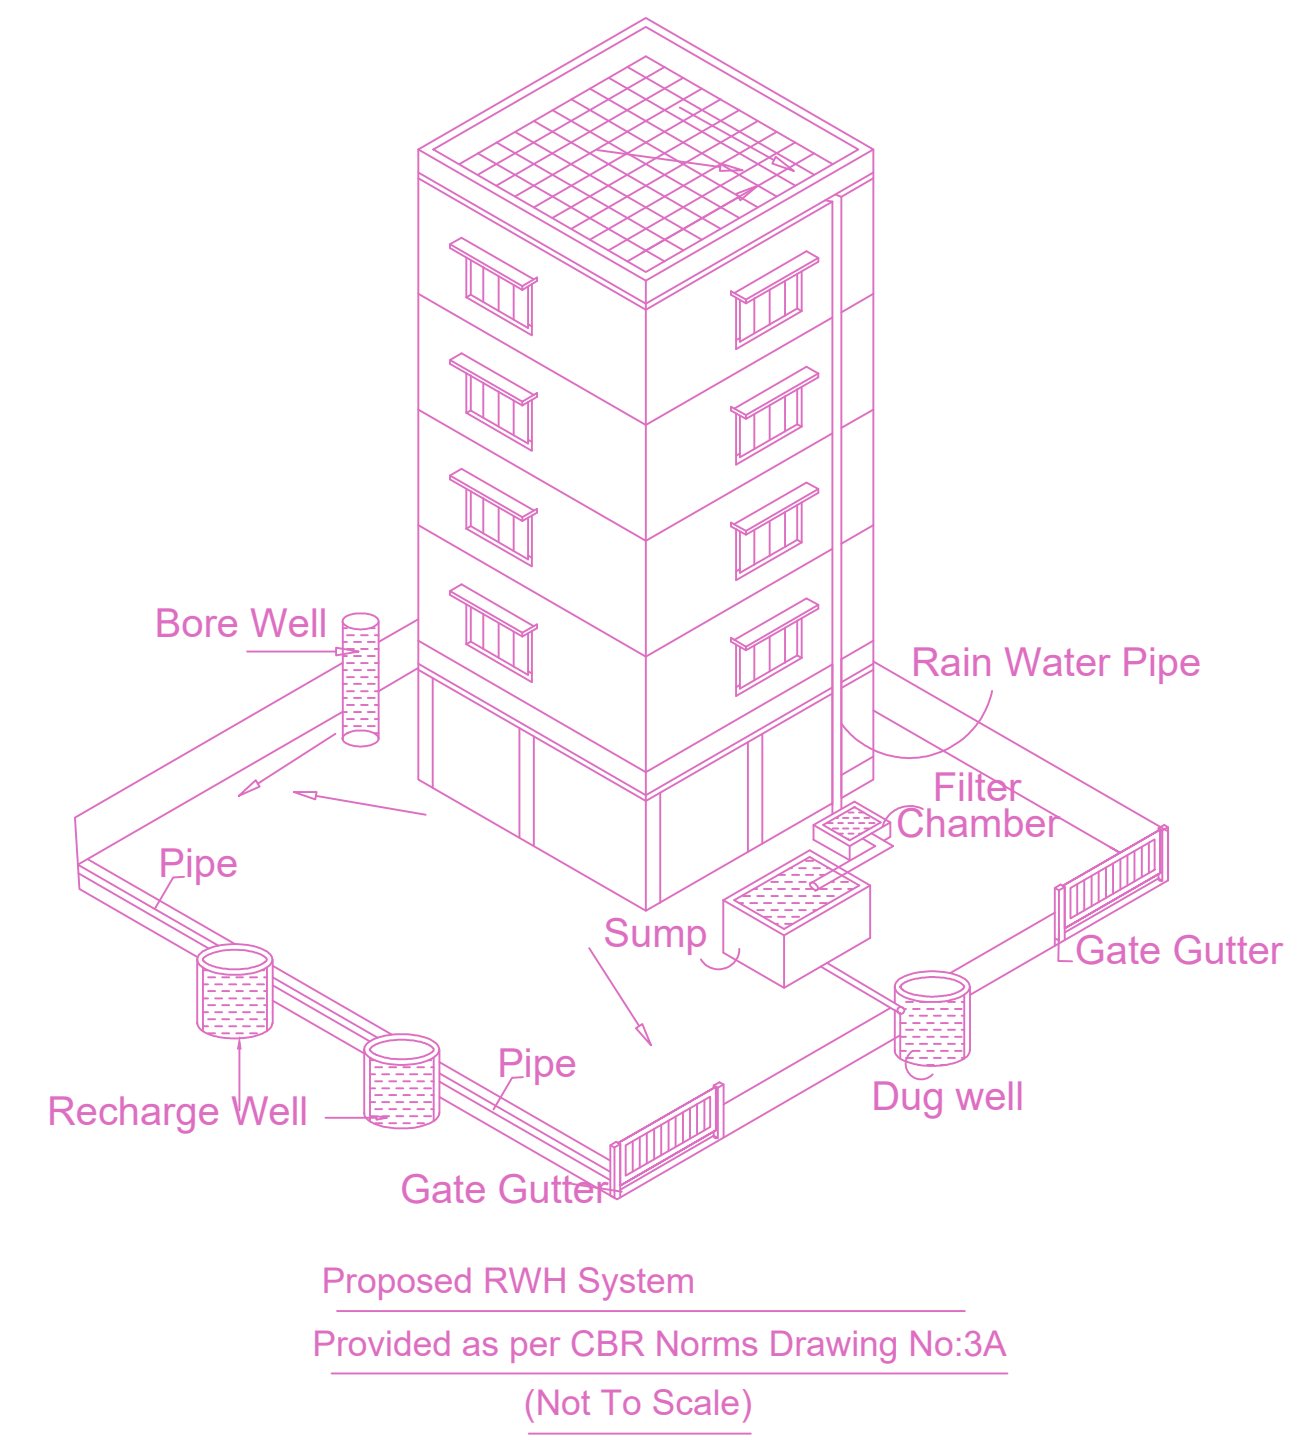 Bore Well
Rain Water Pipe
Filter
Chamber
Pipe
Sump
Gate Gutter
Pipe
Dug well
Recharge Well
Gate Gutter
Proposed RWH System
Provided as per CBR Norms Drawing No:3A
(Not To Scale)